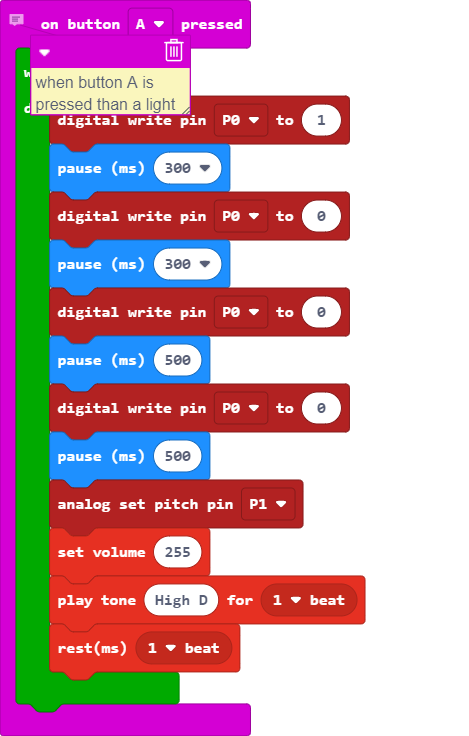 on button A pressed
when button A is
pressed than a light
digital write pin P0 to 1
pause (ms) 300
digital write pin P0 to 0
pause (ms) 300
digital write pin P0 to 0
pause (ms) 500
digital write pin P0 to 0
pause (ms) 500
analog set pitch pin P1
set volume 255
play tone High D for 1 beat
rest(ms) 1 beat